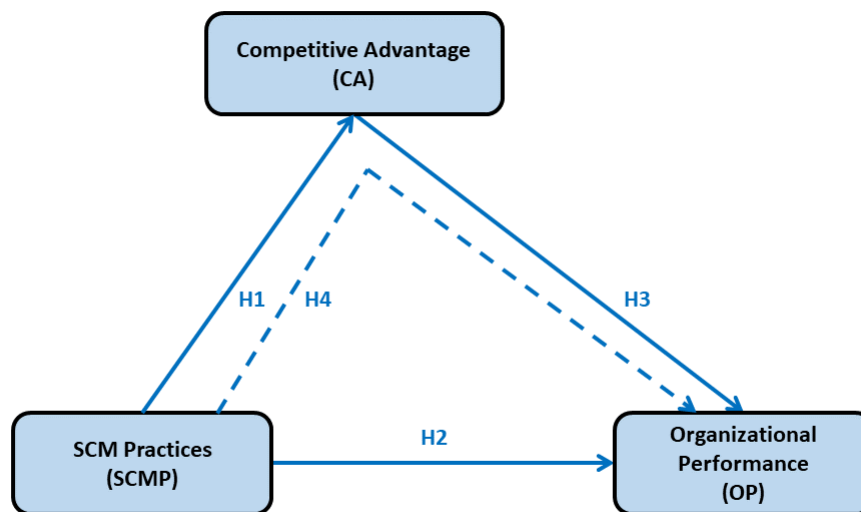 Competitive Advantage
(CA)
H1
H4
H3
SCM Practices
(SCMP)
H2
Organizational
Performance
(OP)